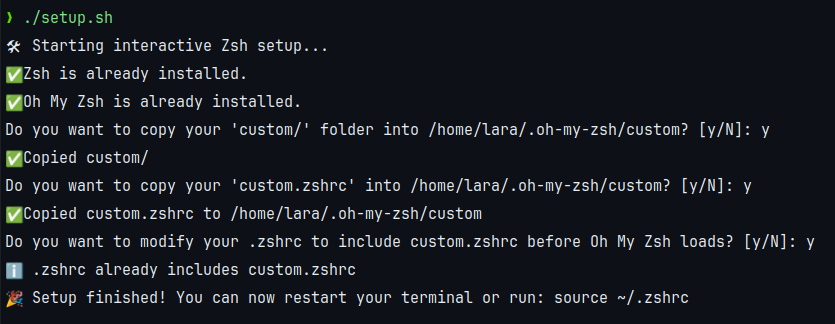 ❯ ./setup.sh
🛠 Starting interactive Zsh setup...
✅Zsh is already installed.
✅Oh My Zsh is already installed.
Do you want to copy your 'custom/' folder into /home/lara/.oh-my-zsh/custom? [y/N]: y
✅Copied custom/
Do you want to copy your 'custom.zshrc' into /home/lara/.oh-my-zsh/custom? [y/N]: y
✅Copied custom.zshrc to /home/lara/.oh-my-zsh/custom
Do you want to modify your .zshrc to include custom.zshrc before Oh My Zsh loads? [y/N]: y
ℹ️ .zshrc already includes custom.zshrc
🎉 Setup finished! You can now restart your terminal or run: source ~/.zshrc